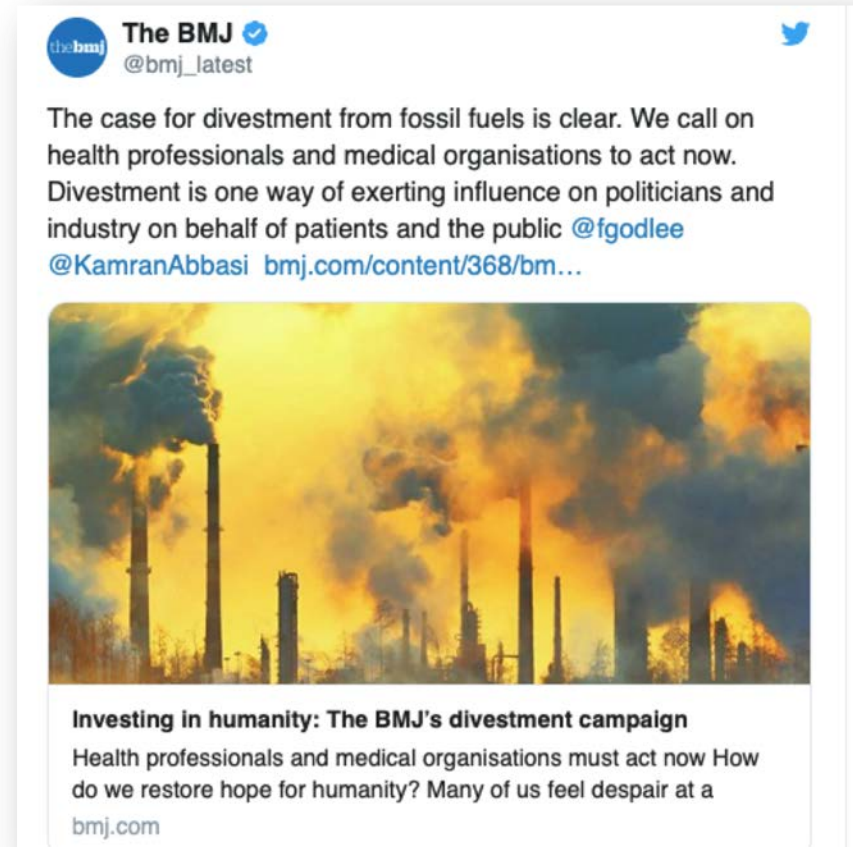 thebmj
The BMJ
@bmj_latest
The case for divestment from fossil fuels is clear. We call on
health professionals and medical organisations to act now.
Divestment is one way of exerting influence on politicians and
industry on behalf of patients and the public @fgodlee
@KamranAbbasi bmj.com/content/368/bm…
Investing in humanity: The BMJ’s divestment campaign
Health professionals and medical organisations must act now How
do we restore hope for humanity? Many of us feel despair at a
bmj.com